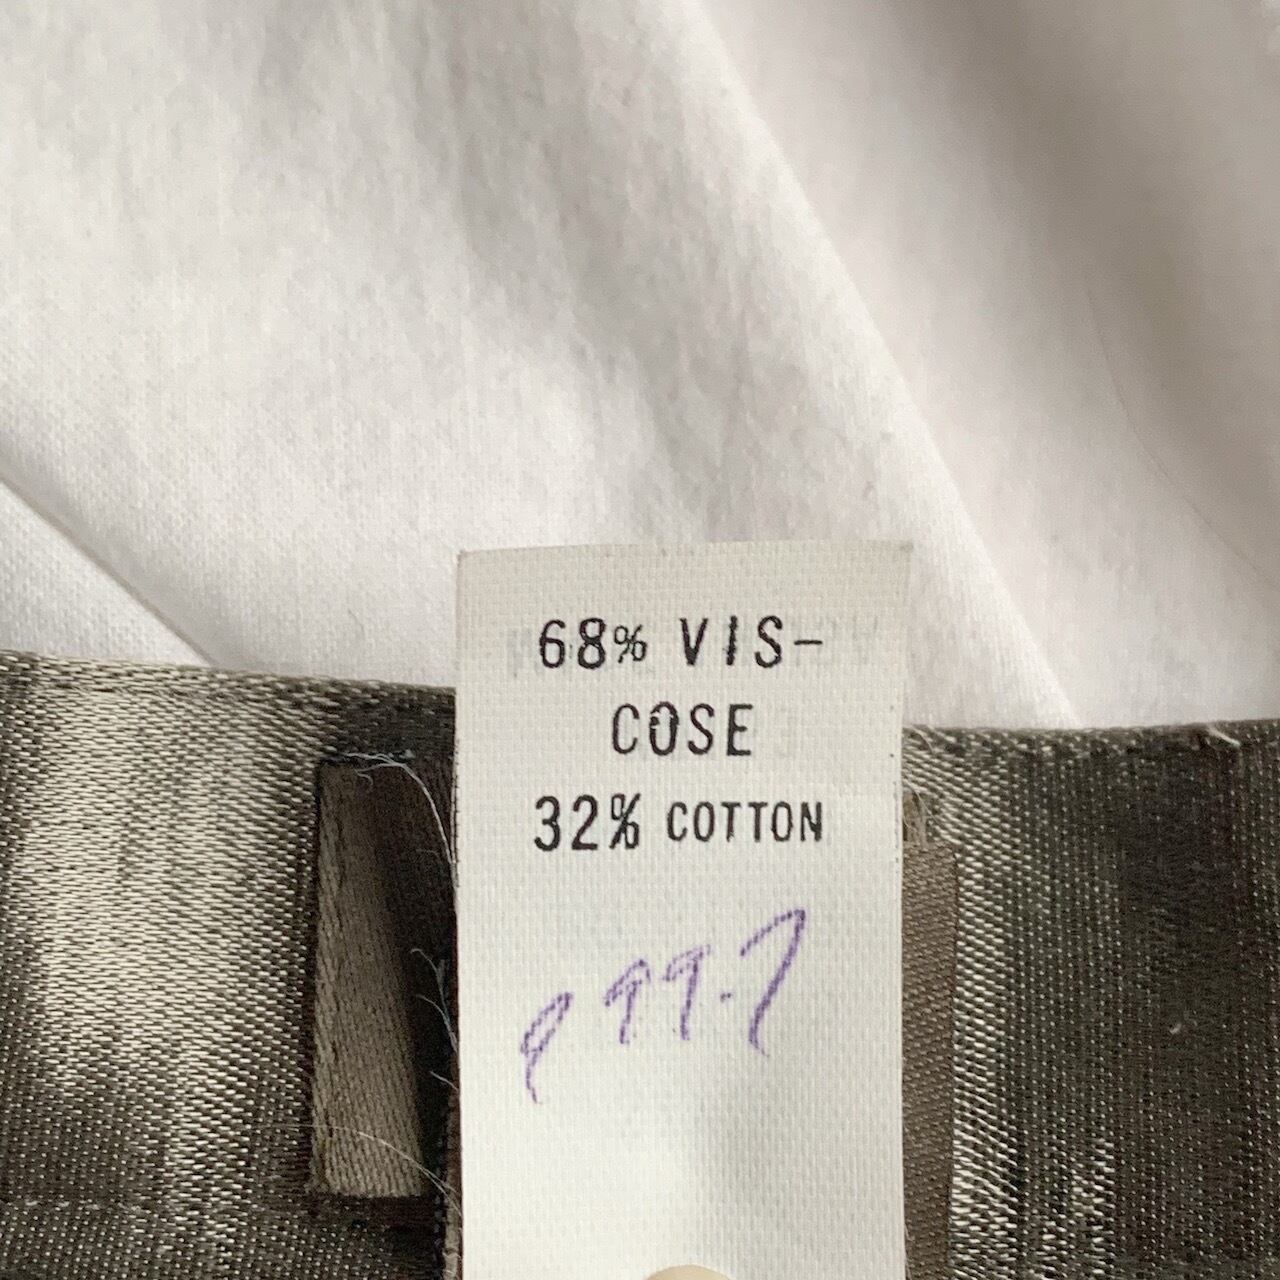 68% VIS-
COSE
32% COTTON